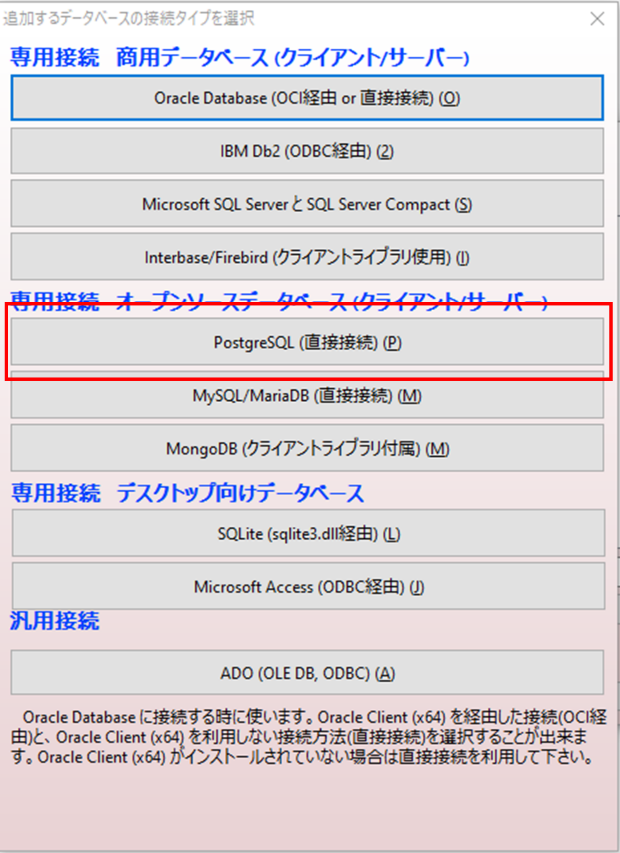 追加するデータベースの接続タイプを選択
専用接続 商用データベース (クライアント/サーバー)
Oracle Database (OCI経由 or 直接接続) (O)
IBM Db2 (ODBC経由) (2)
Microsoft SQL Server と SQL Server Compact (S)
Interbase/Firebird (クライアントライブラリ使用) (I)
専用接続 オープンソースデータベース (クライアント/サーバー)
PostgreSQL (直接接続) (P)
MySQL/MariaDB (直接接続) (M)
MongoDB (クライアントライブラリ付属) (M)
専用接続 デスクトップ向けデータベース
SQLite (sqlite3.dll経由) (L)
Microsoft Access (ODBC経由) (J)
汎用接続
ADO (OLE DB, ODBC) (A)
Oracle Database に接続する時に使います。Oracle Client (x64) を経由した接続(OCI経
由)と、Oracle Client (x64) を利用しない接続方法(直接接続)を選択することが出来ま
す。Oracle Client (x64) がインストールされていない場合は直接接続を利用して下さい。